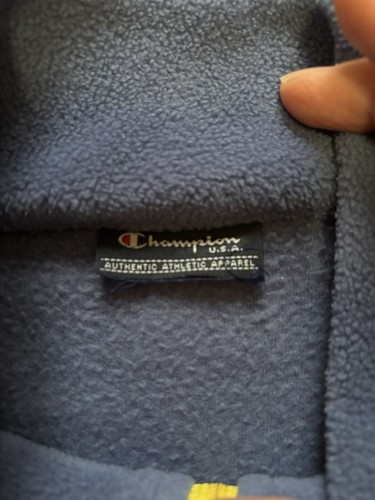 Champion
U.S.A.
AUTHENTIC ATHLETIC APPAREL